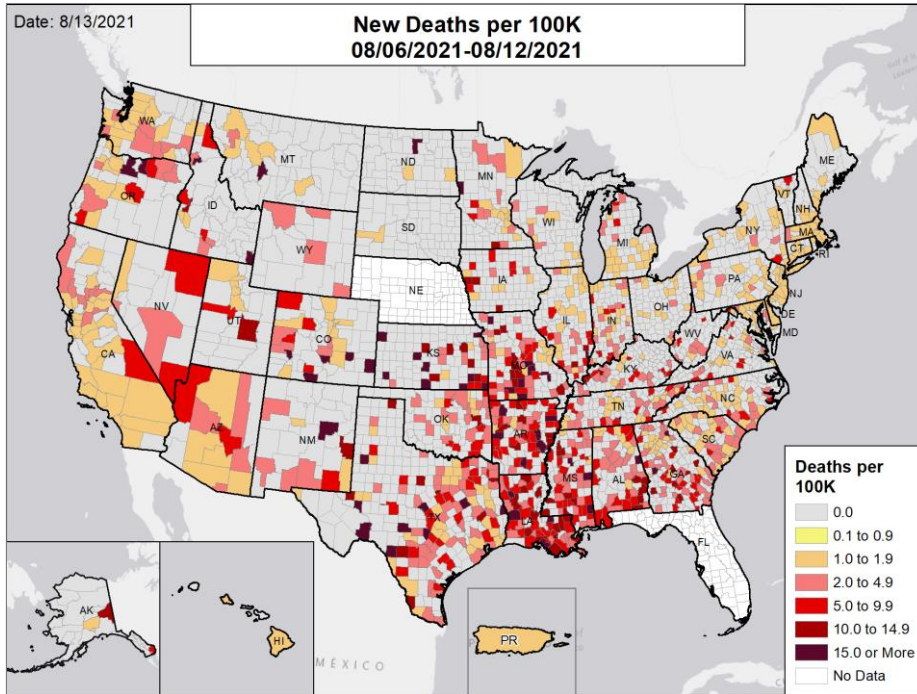 Date: 8/13/2021
New Deaths per 100K
08/06/2021-08/12/2021
WA
MT
ND
MN
ME
VT
NH
OR
ID
SD
WI
NY
MA
WY
MI
CT
RI
IA
PA
NJ
NE
NV
OH
IL
IN
DE
UT
WV
MD
CO
CA
KS
MO
VA
KY
NC
TN
OK
AZ
NM
AR
SC
MS
AL
GA
LA
FL
AK
HI
PR
MÉXICO
Deaths per
100K
0.0
0.1 to 0.9
1.0 to 1.9
2.0 to 4.9
5.0 to 9.9
10.0 to 14.9
15.0 or More
No Data